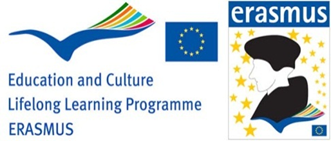 erasmus
Education and Culture
Lifelong Learning Programme
ERASMUS